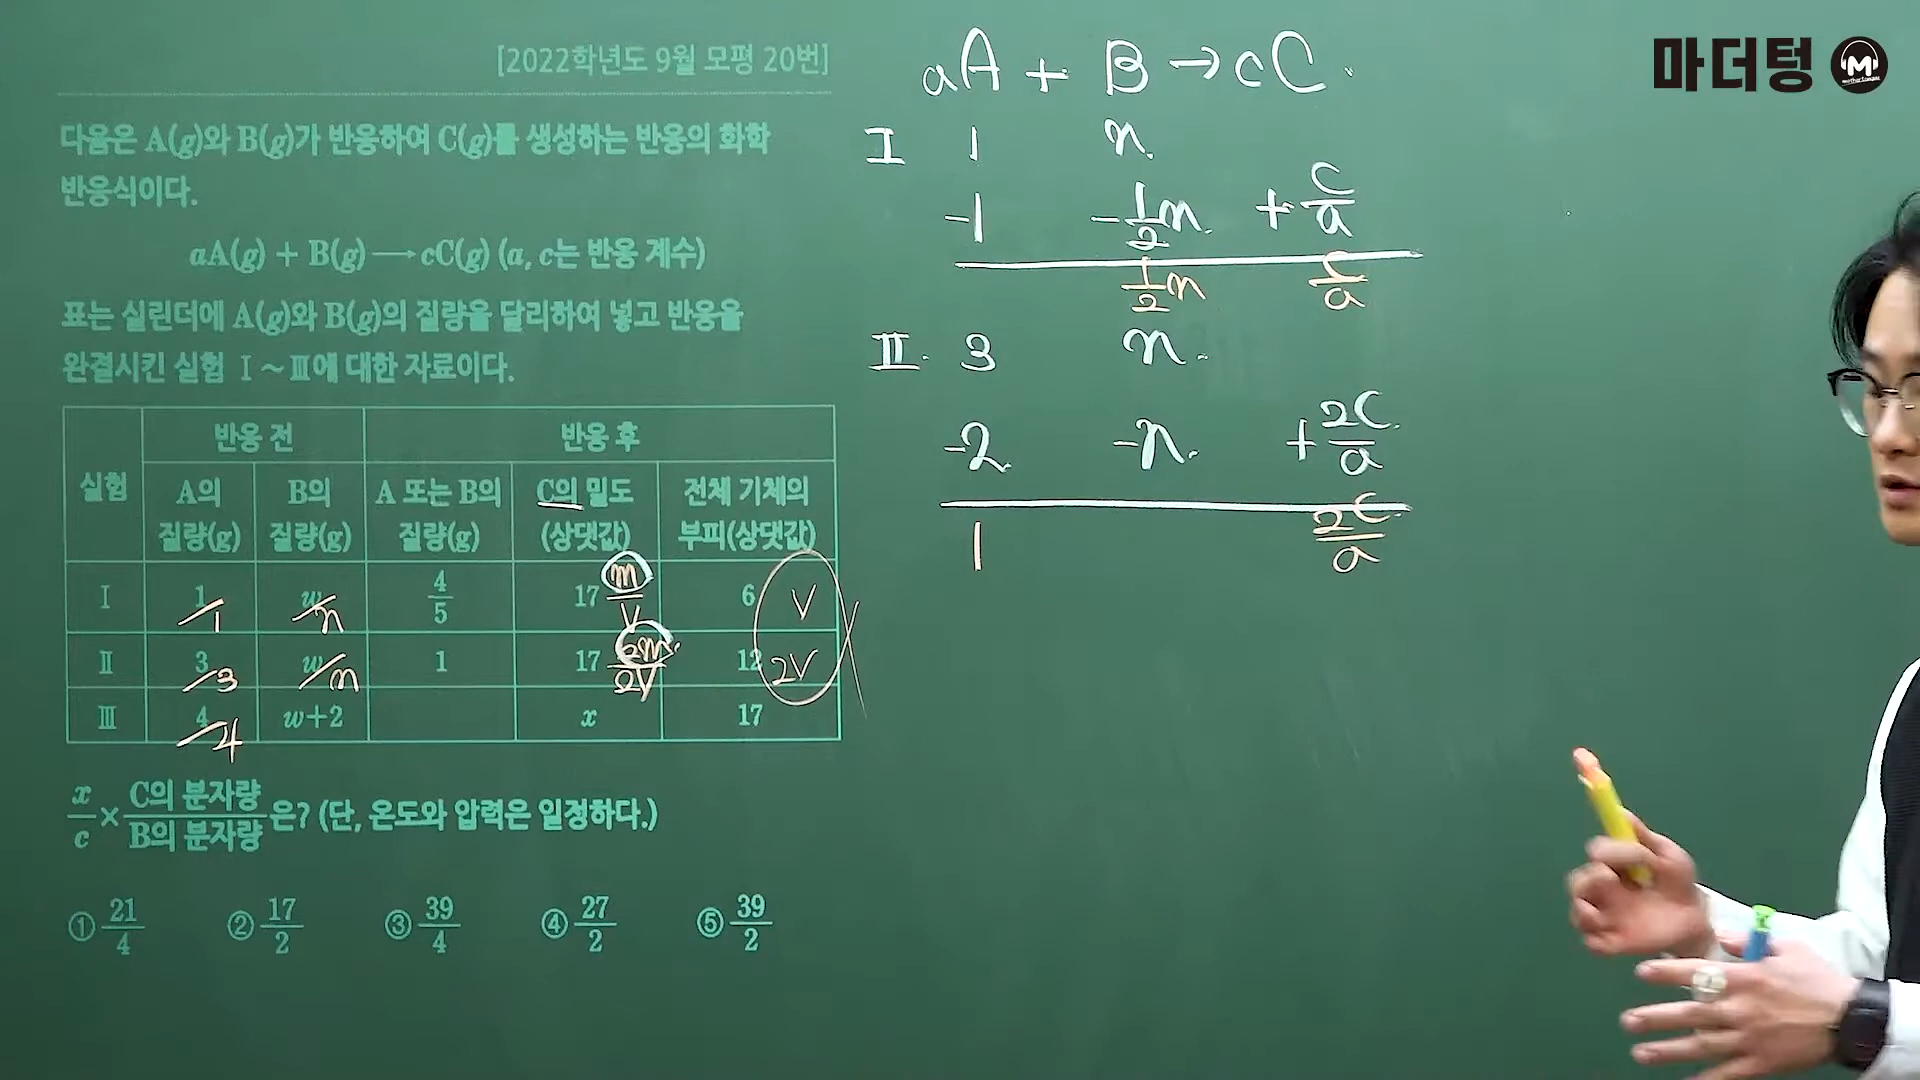 [2022학년도 9월 모평 20번]
다음은 A(g)와 B(g)가 반응하여 C(g)를 생성하는 반응의 화학
반응식이다.
aA(g) + B(g) ⟶ cC(g) (a, c는 반응 계수)
표는 실린더에 A(g)와 B(g)의 질량을 달리하여 넣고 반응을
완결시킨 실험 Ⅰ~Ⅲ에 대한 자료이다.
실험 반응 전 반응 후
A의 질량(g) B의 질량(g) A 또는 B의 질량(g) C의 밀도(상댓값) 전체 기체의 부피(상댓값)
Ⅰ 1 w 4/5 17 6
Ⅱ 3 w 1 17 12
Ⅲ 4 w+2 x 17
/1 /n m/V V
/3 /n 2m/2V 2V
/4
x/c × C의 분자량/B의 분자량 은? (단, 온도와 압력은 일정하다.)
① 21/4 ② 17/2 ③ 39/4 ④ 27/2 ⑤ 39/2
aA + B → cC
Ⅰ 1 n
-1 -1/2n +c/a
1/2n c/a
Ⅱ 3 n
-2 -n +2c/a
1 2c/a
마더텅
M